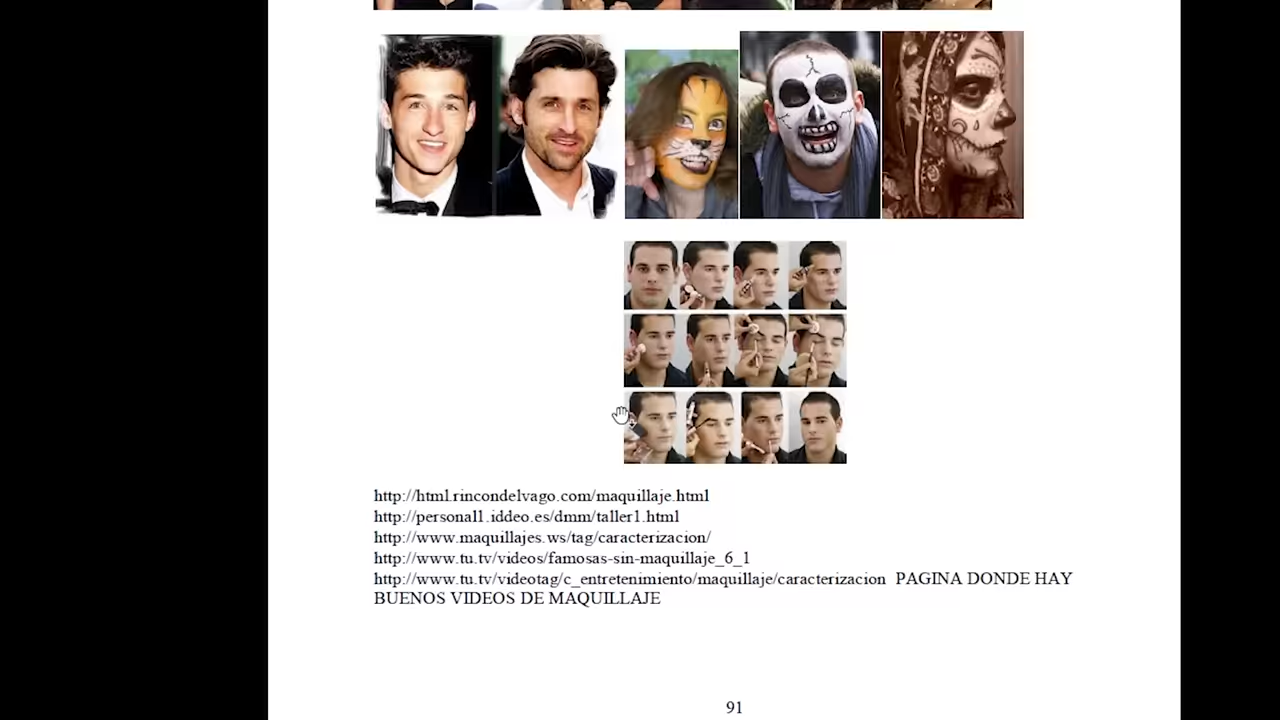 http://html.rincondelvago.com/maquillaje.html
http://personal1.iddeo.es/dmm/taller1.html
http://www.maquillajes.ws/tag/caracterizacion/
http://www.tu.tv/videos/famosas-sin-maquillaje_6_1
http://www.tu.tv/videotag/c_entretenimiento/maquillaje/caracterizacion PAGINA DONDE HAY
BUENOS VIDEOS DE MAQUILLAJE
91